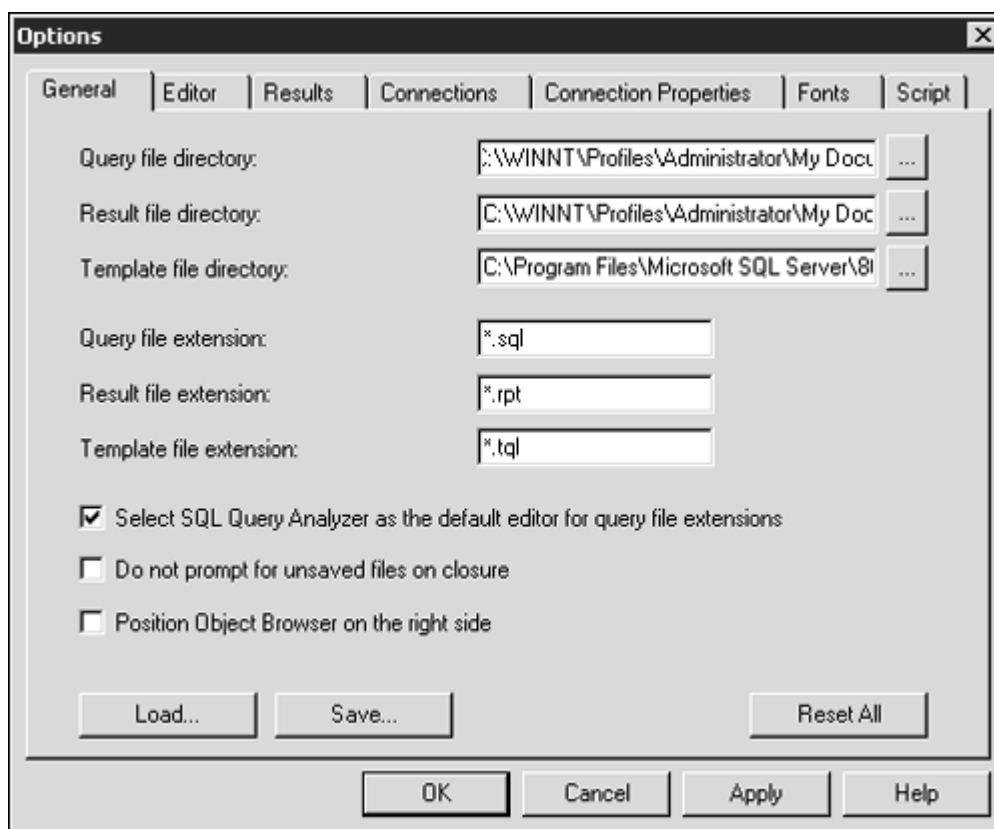 Options
General Editor Results Connections Connection Properties Fonts Script
Query file directory: :\WINNT\Profiles\Administrator\My Docu ...
Result file directory: C:\WINNT\Profiles\Administrator\My Doc ...
Template file directory: C:\Program Files\Microsoft SQL Server\8 ...
Query file extension: *.sql
Result file extension: *.rpt
Template file extension: *.tql
Select SQL Query Analyzer as the default editor for query file extensions
Do not prompt for unsaved files on closure
Position Object Browser on the right side
Load... Save... Reset All
OK Cancel Apply Help